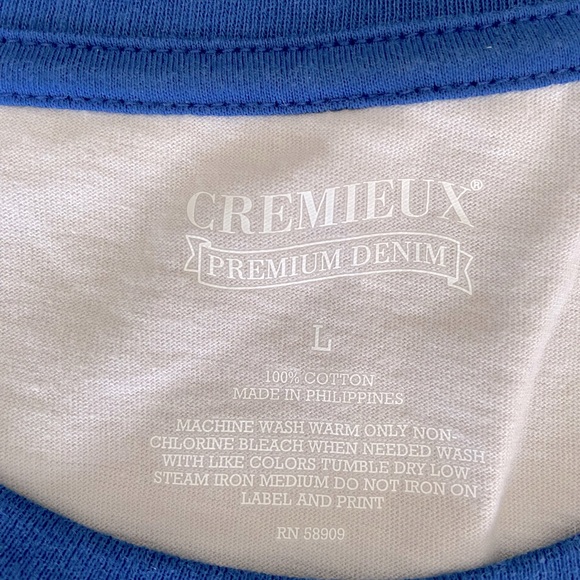 CREMIEUX®
PREMIUM DENIM
L
100% COTTON
MADE IN PHILIPPINES
MACHINE WASH WARM ONLY NON-
CHLORINE BLEACH WHEN NEEDED WASH
WITH LIKE COLORS TUMBLE DRY LOW
STEAM IRON MEDIUM DO NOT IRON ON
LABEL AND PRINT
RN 58909